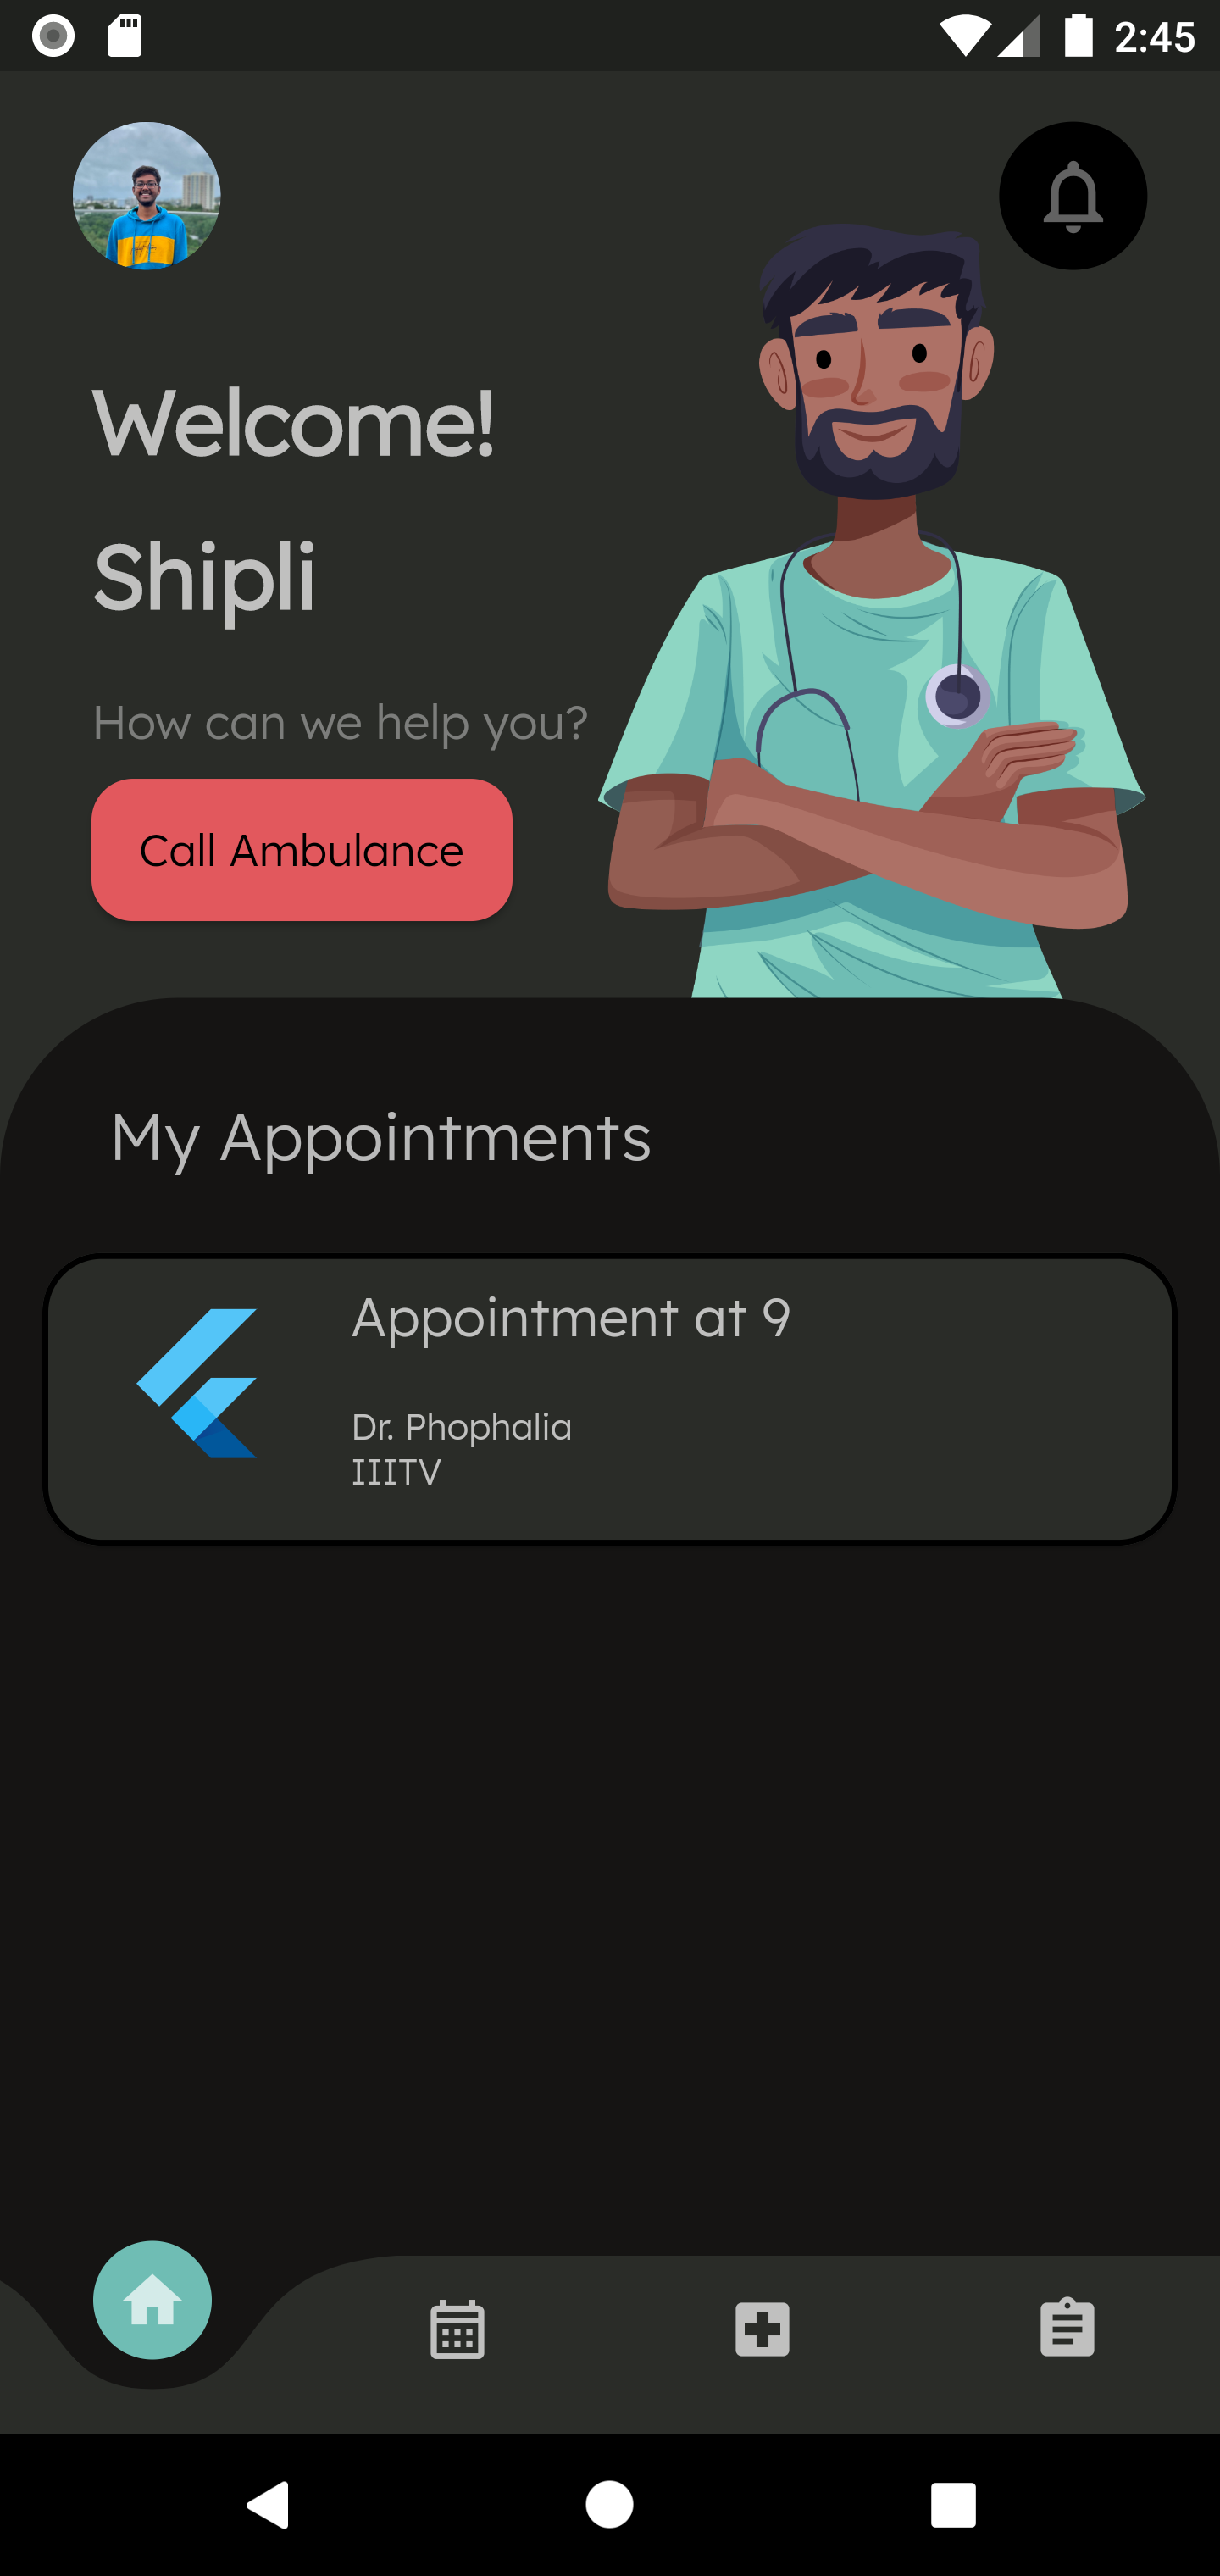 2:45
Welcome!
Shipli
How can we help you?
Call Ambulance
My Appointments
Appointment at 9
Dr. Phophalia
IIITV